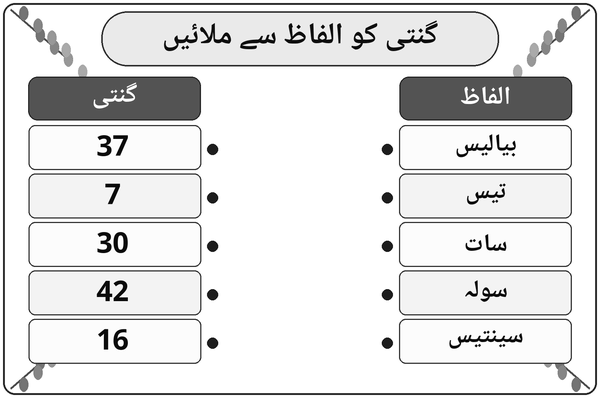 گنتی کو الفاظ سے ملائیں
الفاظ
گنتی
بیالیس
37
تیس
7
سات
30
سولہ
42
سینتیس
16